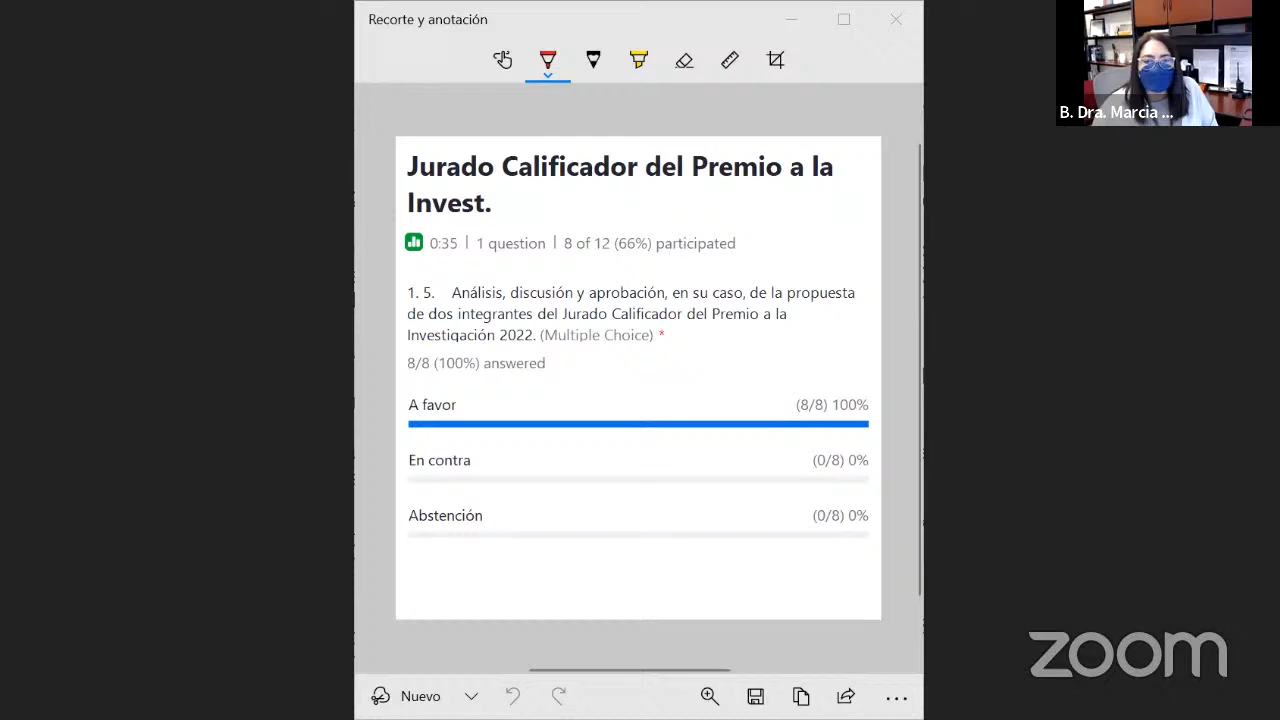 Recorte y anotación
B. Dra. Marcia ...
Jurado Calificador del Premio a la
Invest.
0:35 | 1 question | 8 of 12 (66%) participated
1. 5. Análisis, discusión y aprobación, en su caso, de la propuesta
de dos integrantes del Jurado Calificador del Premio a la
Investigación 2022. (Multiple Choice) *
8/8 (100%) answered
A favor (8/8) 100%
En contra (0/8) 0%
Abstención (0/8) 0%
zoom
Nuevo